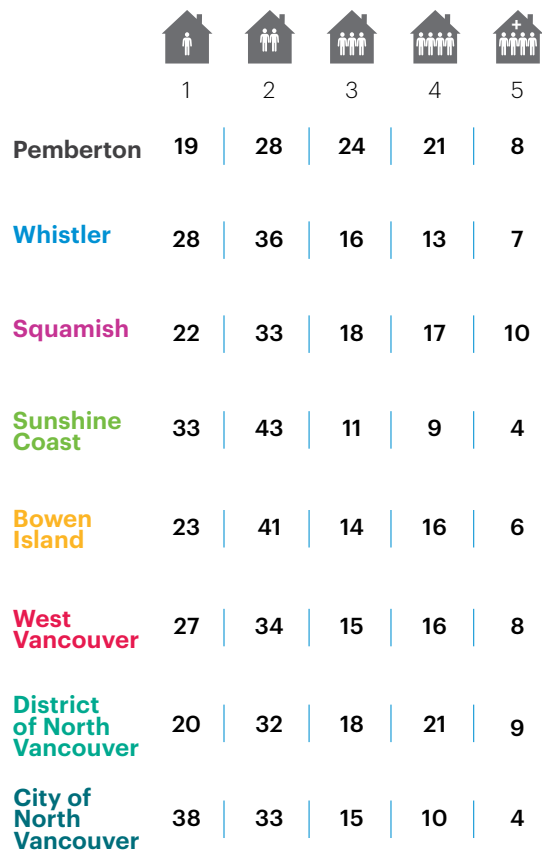 1 2 3 4 5
Pemberton 19 28 24 21 8
Whistler 28 36 16 13 7
Squamish 22 33 18 17 10
Sunshine
Coast 33 43 11 9 4
Bowen
Island 23 41 14 16 6
West
Vancouver 27 34 15 16 8
District
of North
Vancouver 20 32 18 21 9
City of
North
Vancouver 38 33 15 10 4